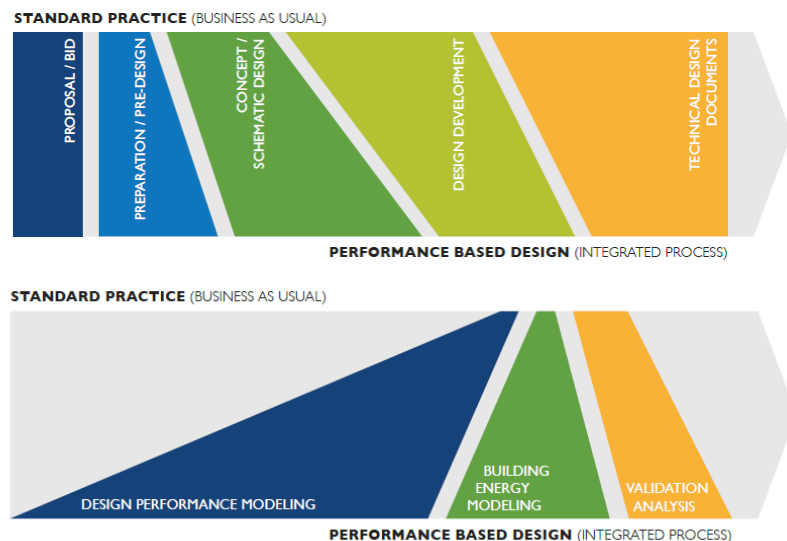 STANDARD PRACTICE (BUSINESS AS USUAL)
PROPOSAL / BID
PREPARATION / PRE-DESIGN
CONCEPT /
SCHEMATIC DESIGN
DESIGN DEVELOPMENT
TECHNICAL DESIGN
DOCUMENTS
PERFORMANCE BASED DESIGN (INTEGRATED PROCESS)
STANDARD PRACTICE (BUSINESS AS USUAL)
DESIGN PERFORMANCE MODELING
BUILDING
ENERGY
MODELING
VALIDATION
ANALYSIS
PERFORMANCE BASED DESIGN (INTEGRATED PROCESS)